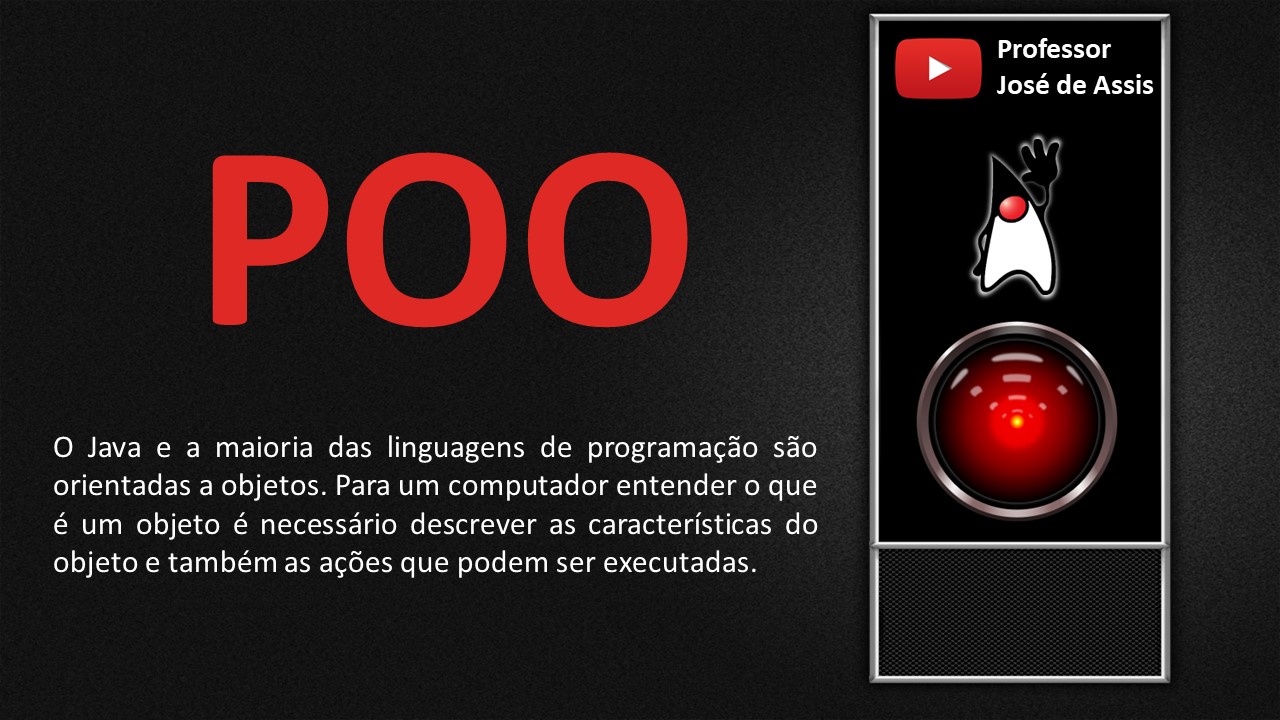 POO
O Java e a maioria das linguagens de programação são
orientadas a objetos. Para um computador entender o que
é um objeto é necessário descrever as características do
objeto e também as ações que podem ser executadas.
Professor
José de Assis